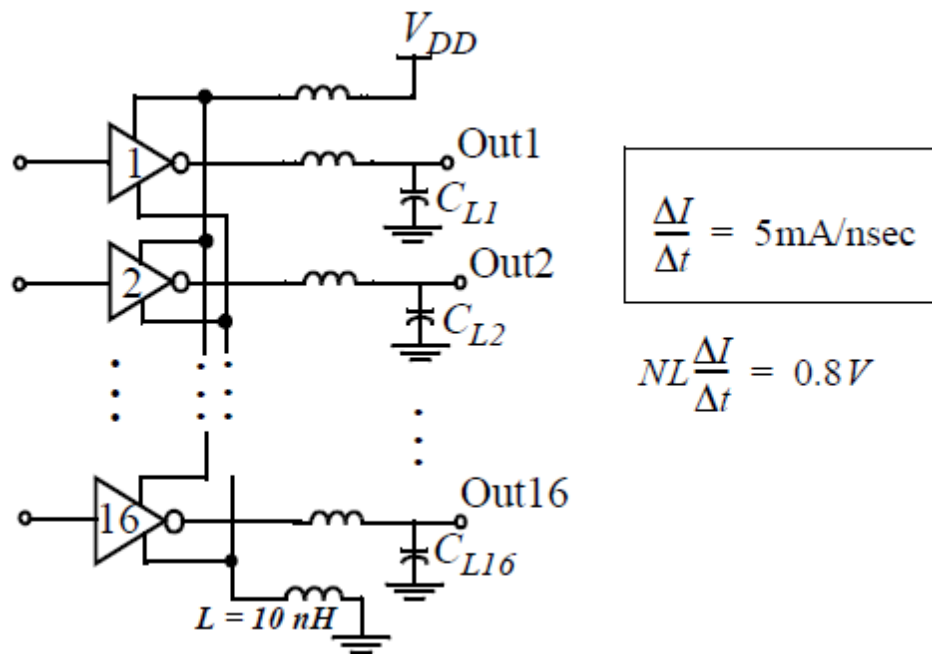 V_DD
1
Out1
C_L1
ΔI/Δt = 5mA/nsec
2
Out2
C_L2
NL ΔI/Δt = 0.8V
16
Out16
C_L16
L = 10 nH